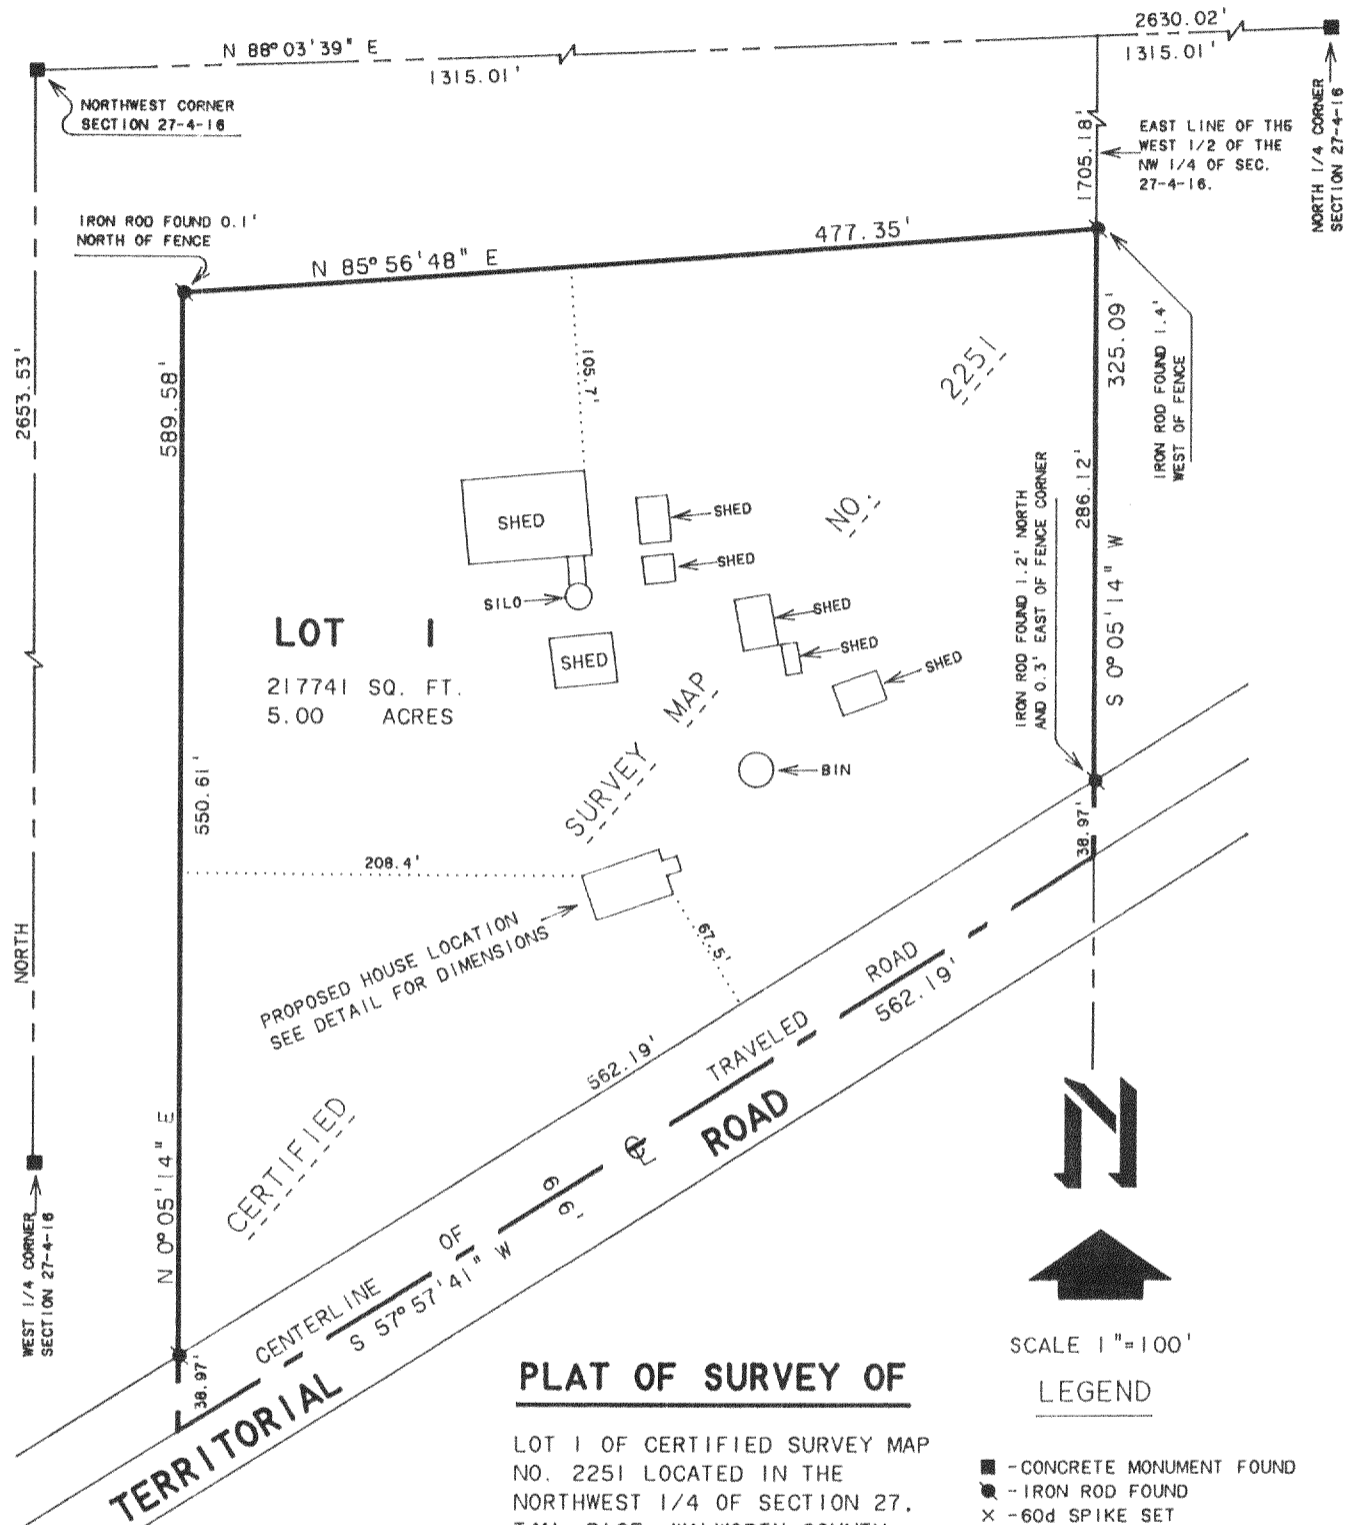 2630.02'
N 88° 03' 39" E
1315.01'
1315.01'
NORTHWEST CORNER
SECTION 27-4-16
NORTH 1/4 CORNER
SECTION 27-4-16
1705.18'
EAST LINE OF THE
WEST 1/2 OF THE
NW 1/4 OF SEC.
27-4-16.
IRON ROD FOUND 0.1'
NORTH OF FENCE
N 85° 56' 48" E
477.35'
2653.53'
NORTH
589.58'
105.7'
2251
325.09'
IRON ROD FOUND 1.4'
WEST OF FENCE
286.12'
IRON ROD FOUND 1.2' NORTH
AND 0.3' EAST OF FENCE CORNER
S 0° 05' 14" W
NO.
SHED
SHED
SHED
SILO
SHED
SHED
SHED
SHED
LOT 1
217741 SQ. FT.
5.00 ACRES
MAP
SURVEY
BIN
550.61'
208.4'
38.97'
67.5'
PROPOSED HOUSE LOCATION
SEE DETAIL FOR DIMENSIONS
562.19'
CERTIFIED
N 0° 05' 14" E
WEST 1/4 CORNER
SECTION 27-4-16
CENTERLINE OF TRAVELED ROAD
S 57° 57' 41" W
562.19'
66'
38.97'
TERRITORIAL ROAD
N
SCALE 1"=100'
LEGEND
■ -CONCRETE MONUMENT FOUND
● -IRON ROD FOUND
X -60d SPIKE SET
PLAT OF SURVEY OF
LOT 1 OF CERTIFIED SURVEY MAP
NO. 2251 LOCATED IN THE
NORTHWEST 1/4 OF SECTION 27,